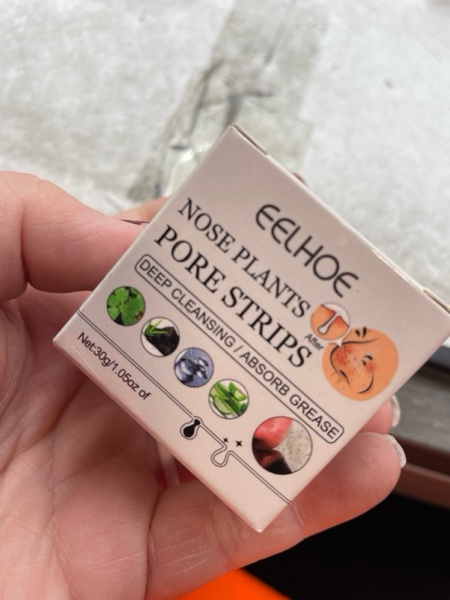 EELHOE
NOSE PLANTS
PORE STRIPS
After
DEEP CLEANSING / ABSORB GREASE
Net:30g/1.05oz of